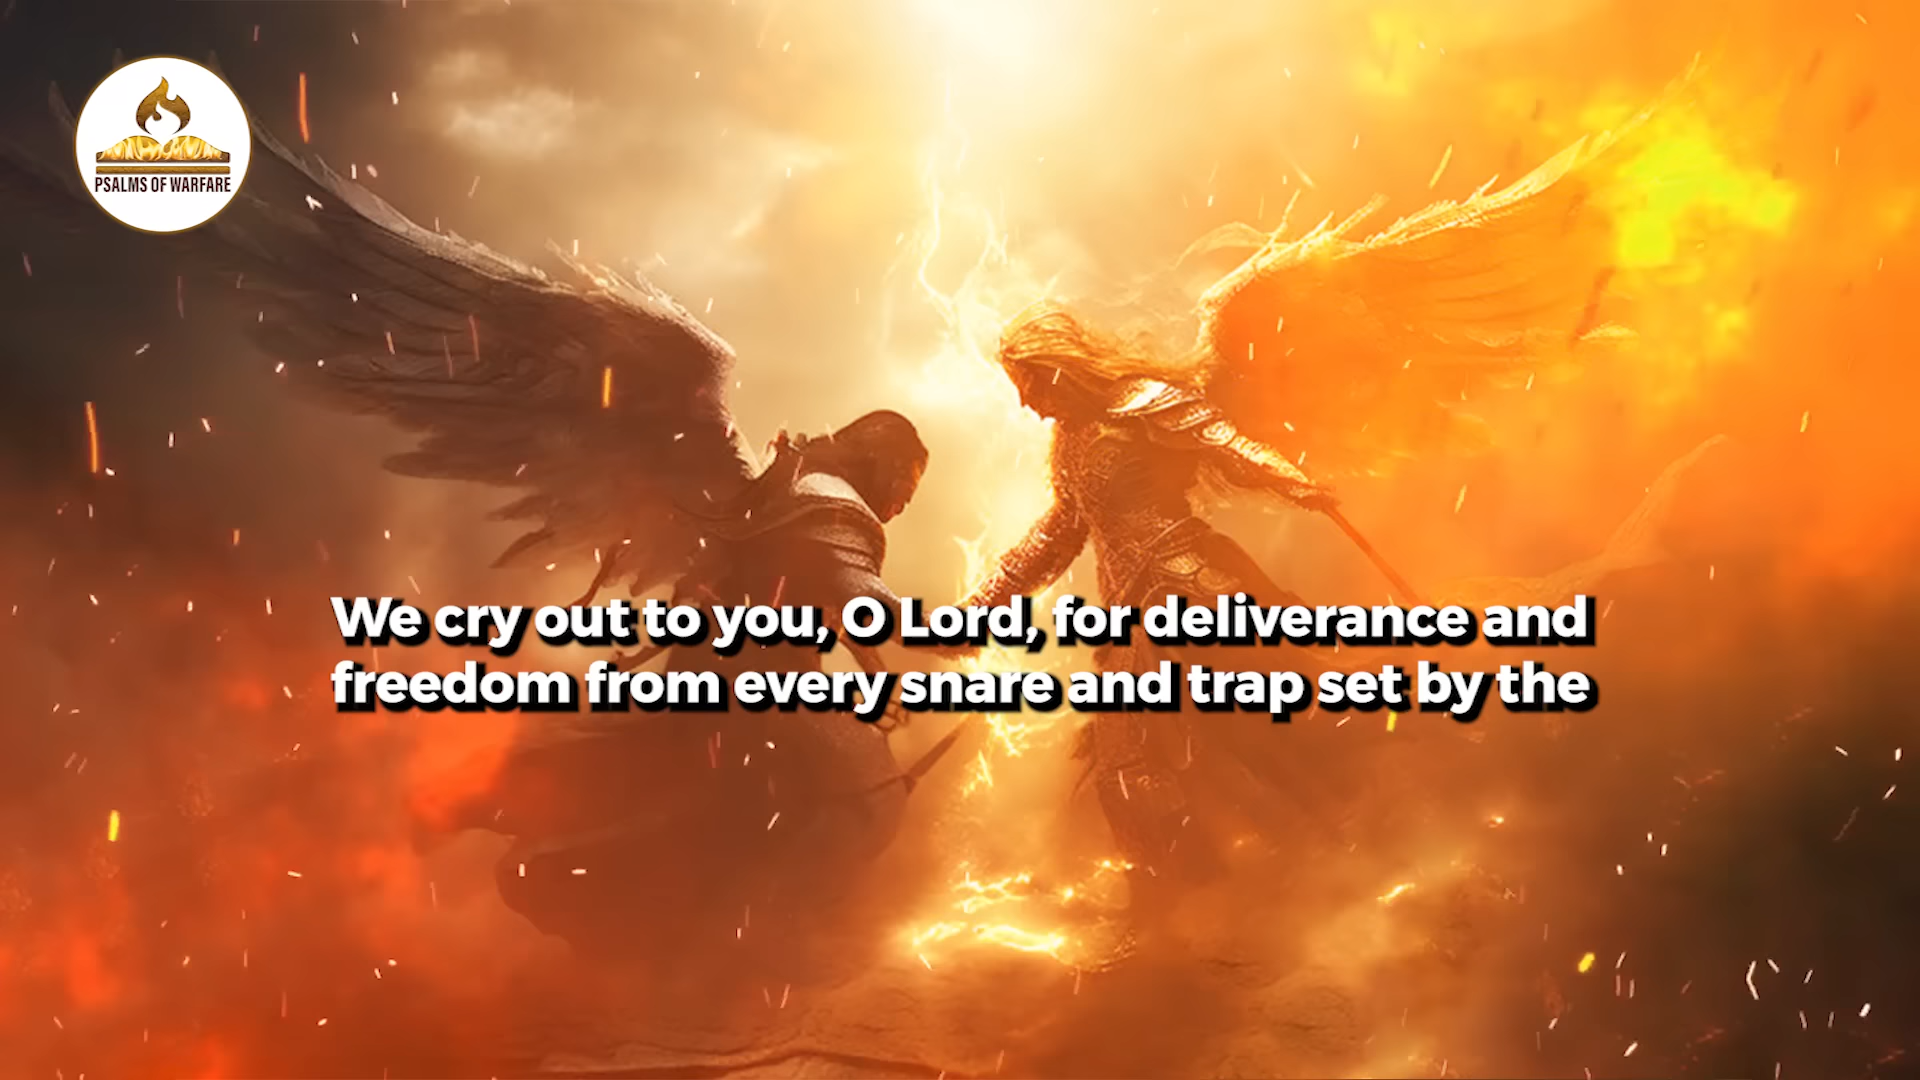 PSALMS OF WARFARE
We cry out to you, O Lord, for deliverance and
freedom from every snare and trap set by the